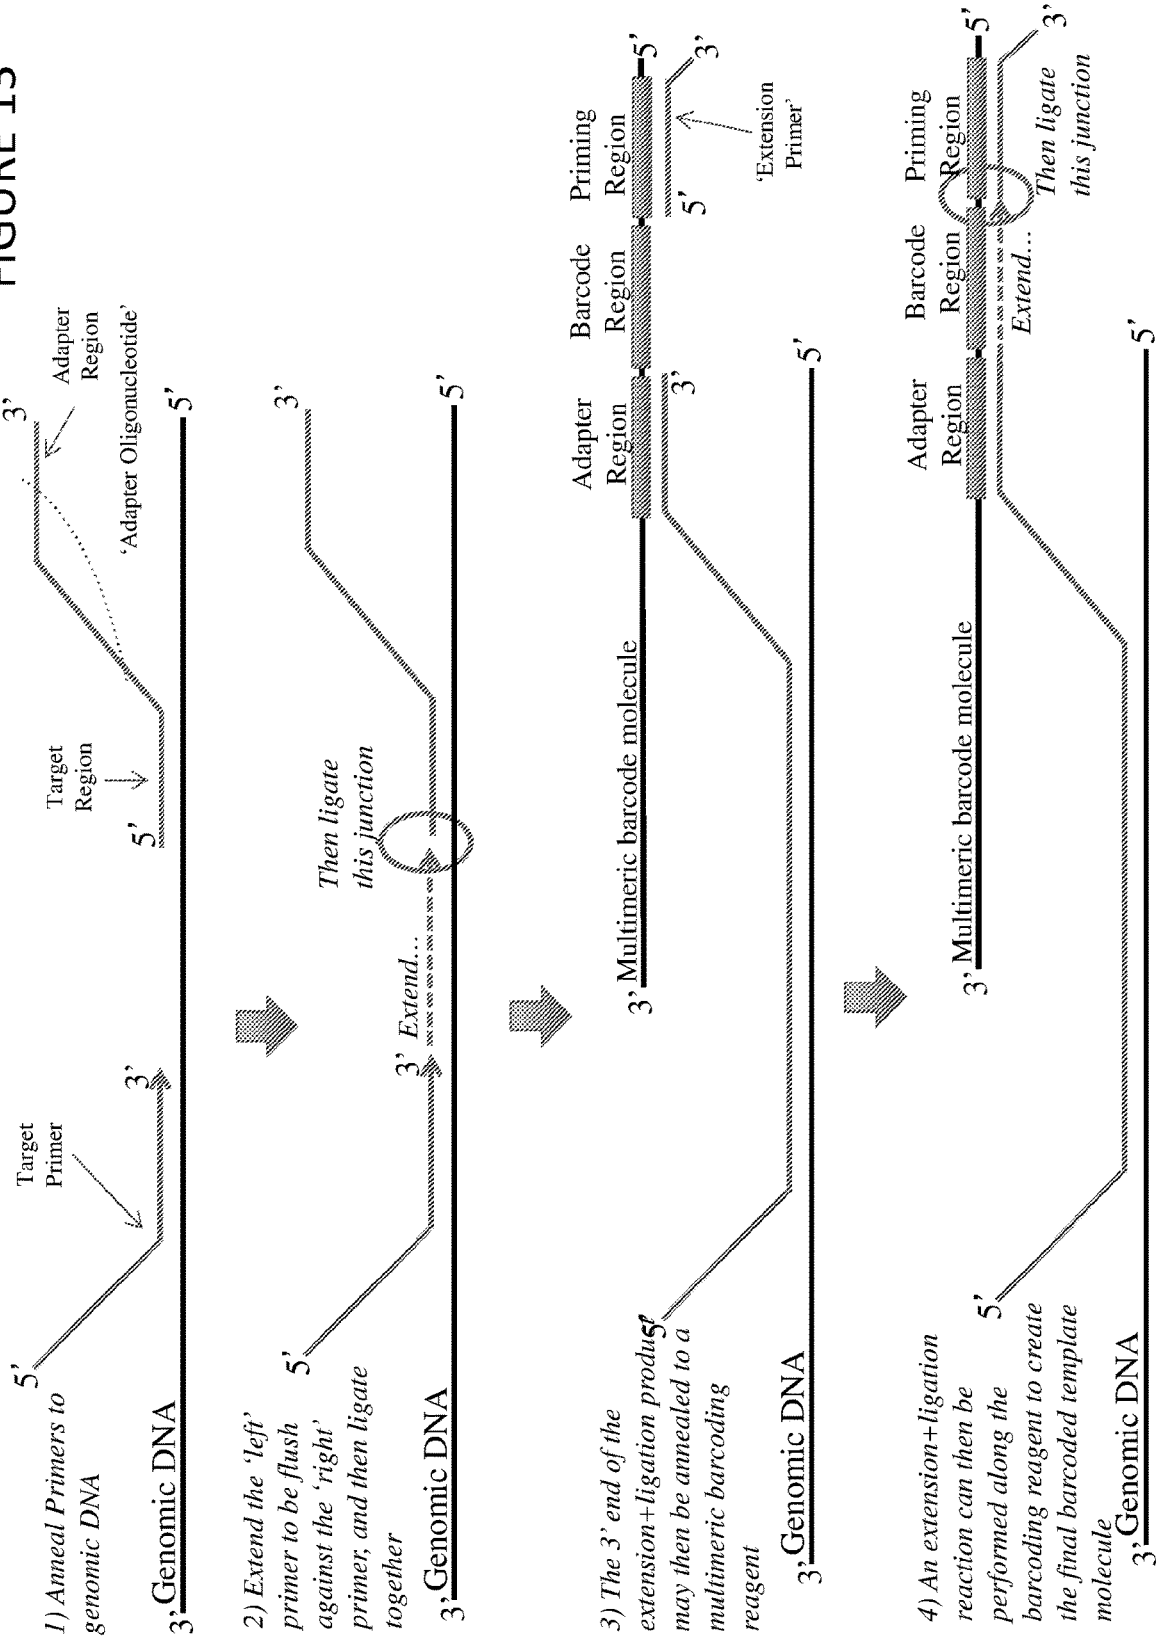 FIGURE 13
1) Anneal Primers to
genomic DNA
5’
Target
Primer
3’
Target
Region
5’
3’
Adapter
Region
‘Adapter Oligonucleotide’
3’
Genomic DNA
5’
2) Extend the ‘left’
primer to be flush
against the ‘right’
primer, and then ligate
together
5’
3’
Extend...
Then ligate
this junction
3’
3’
Genomic DNA
5’
3) The 3’ end of the
extension+ligation product
may then be annealed to a
multimeric barcoding
reagent
5’
3’
Multimeric barcode molecule
Adapter
Region
Barcode
Region
Priming
Region
5’
3’
5’
3’
‘Extension
Primer’
3’
Genomic DNA
5’
4) An extension+ligation
reaction can then be
performed along the
barcoding reagent to create
the final barcoded template
molecule
5’
3’
Multimeric barcode molecule
Adapter
Region
Barcode
Region
Priming
Region
5’
3’
Extend...
Then ligate
this junction
3’
Genomic DNA
5’